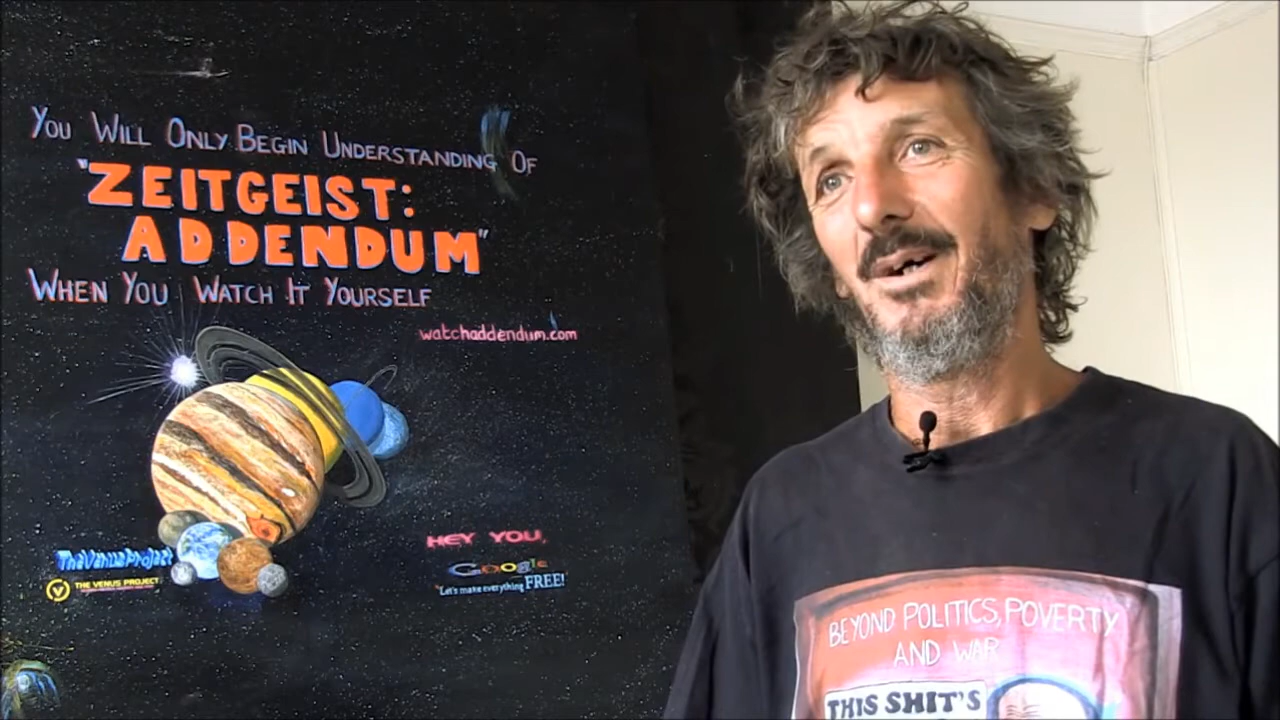 You Will Only Begin Understanding Of
"ZEITGEIST:
ADDENDUM"
When You Watch It Yourself
watchaddendum.com
TheVenusProject
THE VENUS PROJECT
HEY YOU,
Google
"Let's make everything FREE!
BEYOND POLITICS, POVERTY
AND WAR
THIS SHIT'S